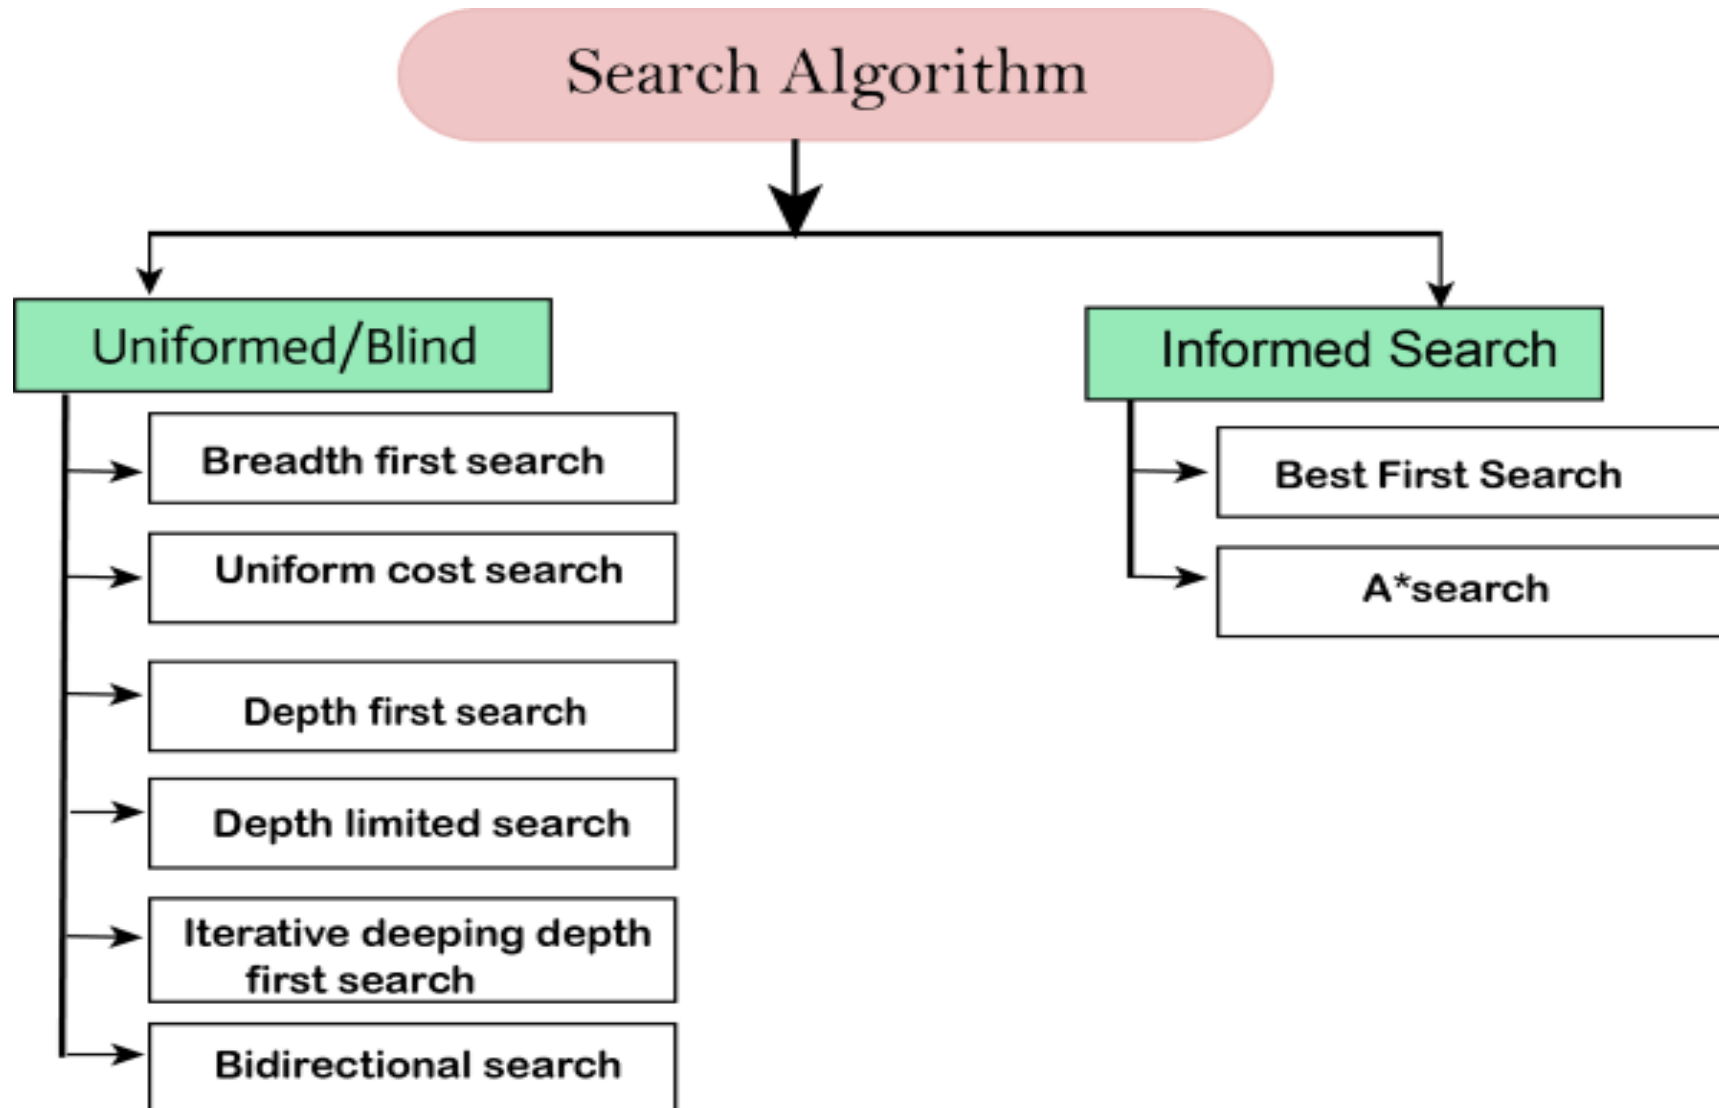 Search Algorithm
Uniformed/Blind
Breadth first search
Uniform cost search
Depth first search
Depth limited search
Iterative deeping depth
first search
Bidirectional search
Informed Search
Best First Search
A*search